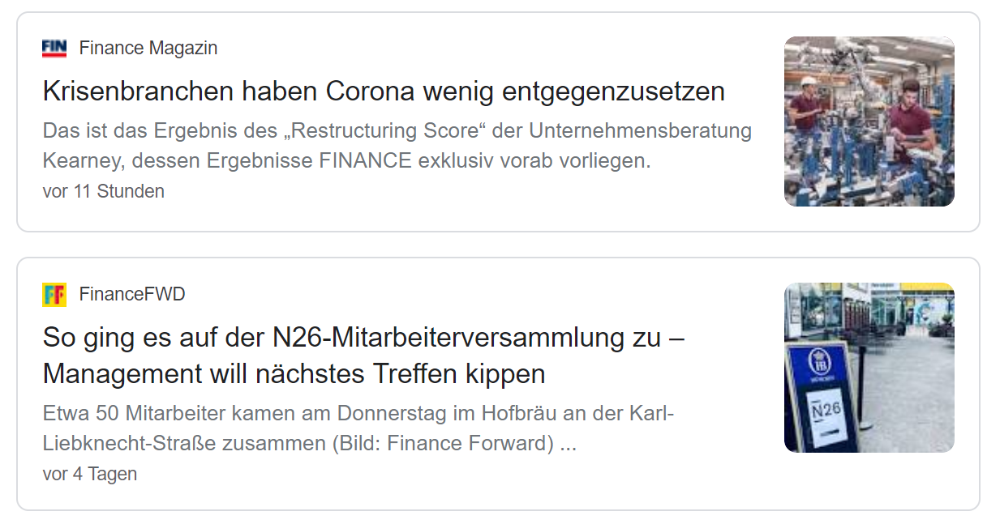 FIN Finance Magazin
Krisenbranchen haben Corona wenig entgegenzusetzen
Das ist das Ergebnis des „Restructuring Score“ der Unternehmensberatung
Kearney, dessen Ergebnisse FINANCE exklusiv vorab vorliegen.
vor 11 Stunden
FF FinanceFWD
So ging es auf der N26-Mitarbeiterversammlung zu –
Management will nächstes Treffen kippen
Etwa 50 Mitarbeiter kamen am Donnerstag im Hofbräu an der Karl-
Liebknecht-Straße zusammen (Bild: Finance Forward) ...
vor 4 Tagen
HB
N26